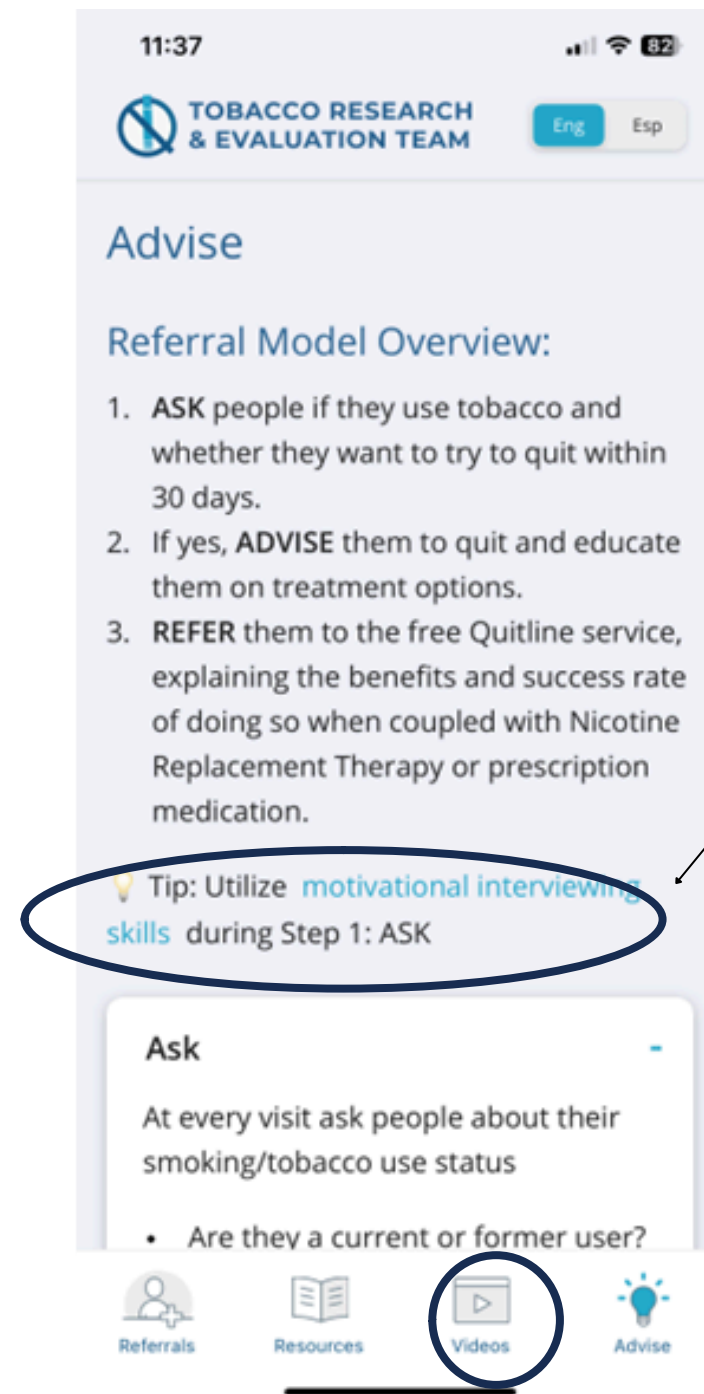 11:37
82
TOBACCO RESEARCH
& EVALUATION TEAM
Eng
Esp
Advise
Referral Model Overview:
1. ASK people if they use tobacco and
whether they want to try to quit within
30 days.
2. If yes, ADVISE them to quit and educate
them on treatment options.
3. REFER them to the free Quitline service,
explaining the benefits and success rate
of doing so when coupled with Nicotine
Replacement Therapy or prescription
medication.
Tip: Utilize motivational interviewing
skills during Step 1: ASK
Ask
-
At every visit ask people about their
smoking/tobacco use status
• Are they a current or former user?
Referrals
Resources
Videos
Advise